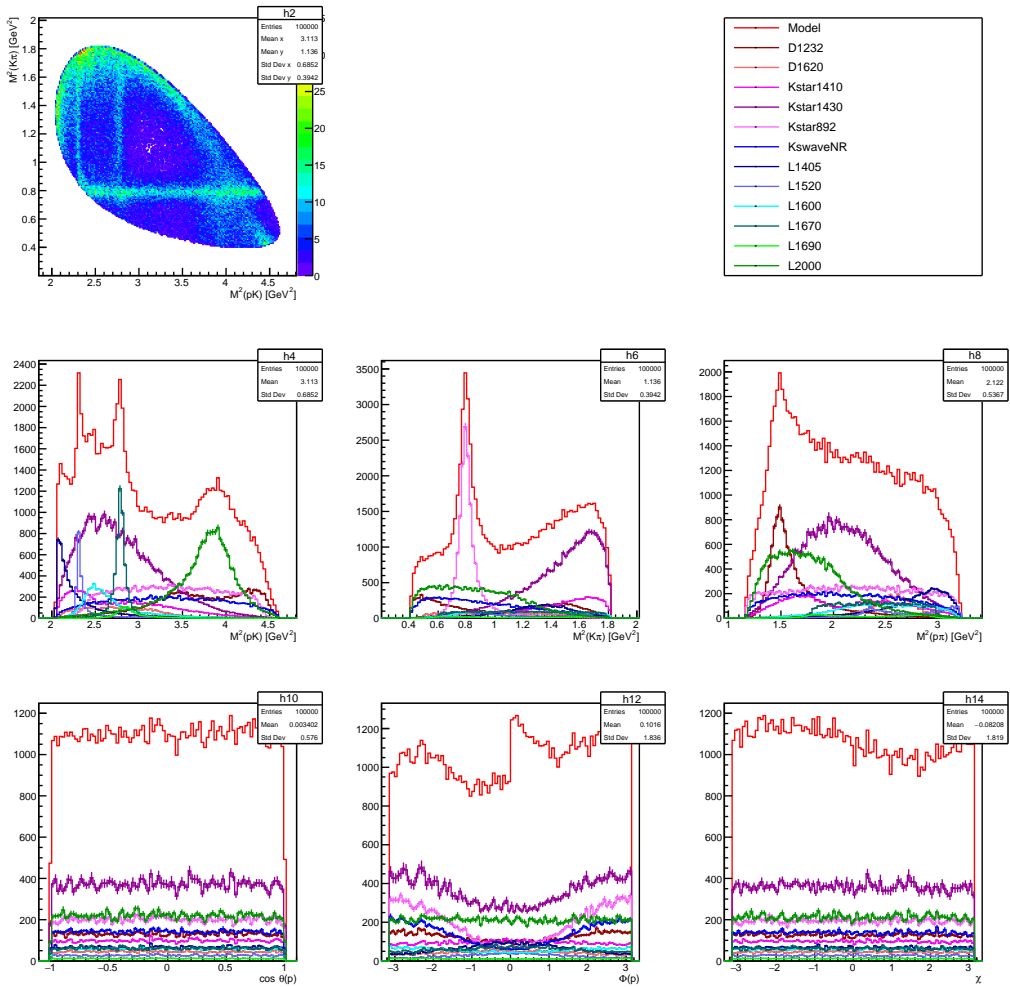 h2
Entries 100000
Mean x 3.113
Mean y 1.136
Std Dev x 0.6852
Std Dev y 0.3942
M²(Kπ) [GeV²]
2
1.8
1.6
1.4
1.2
1
0.8
0.6
0.4
25
20
15
10
5
0
2 2.5 3 3.5 4 4.5
M²(pK) [GeV²]
Model
D1232
D1620
Kstar1410
Kstar1430
Kstar892
KswaveNR
L1405
L1520
L1600
L1670
L1690
L2000
h4
Entries 100000
Mean 3.113
Std Dev 0.6852
2400
2200
2000
1800
1600
1400
1200
1000
800
600
400
200
0
2 2.5 3 3.5 4 4.5
M²(pK) [GeV²]
h6
Entries 100000
Mean 1.136
Std Dev 0.3942
3500
3000
2500
2000
1500
1000
500
0
0.4 0.6 0.8 1 1.2 1.4 1.6 1.8 2
M²(Kπ) [GeV²]
h8
Entries 100000
Mean 2.122
Std Dev 0.5367
2000
1800
1600
1400
1200
1000
800
600
400
200
0
1 1.5 2 2.5 3
M²(pπ) [GeV²]
h10
Entries 100000
Mean 0.003402
Std Dev 0.576
1200
1000
800
600
400
200
0
−1 −0.5 0 0.5 1
cos θ(p)
h12
Entries 100000
Mean 0.1016
Std Dev 1.836
1200
1000
800
600
400
200
0
−3 −2 −1 0 1 2 3
Φ(p)
h14
Entries 100000
Mean −0.08208
Std Dev 1.819
1200
1000
800
600
400
200
0
−3 −2 −1 0 1 2 3
χ